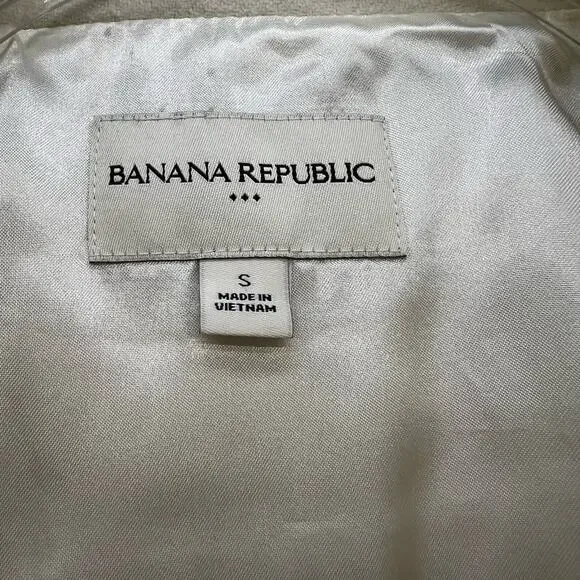 BANANA REPUBLIC
♦♦♦
S
MADE IN
VIETNAM